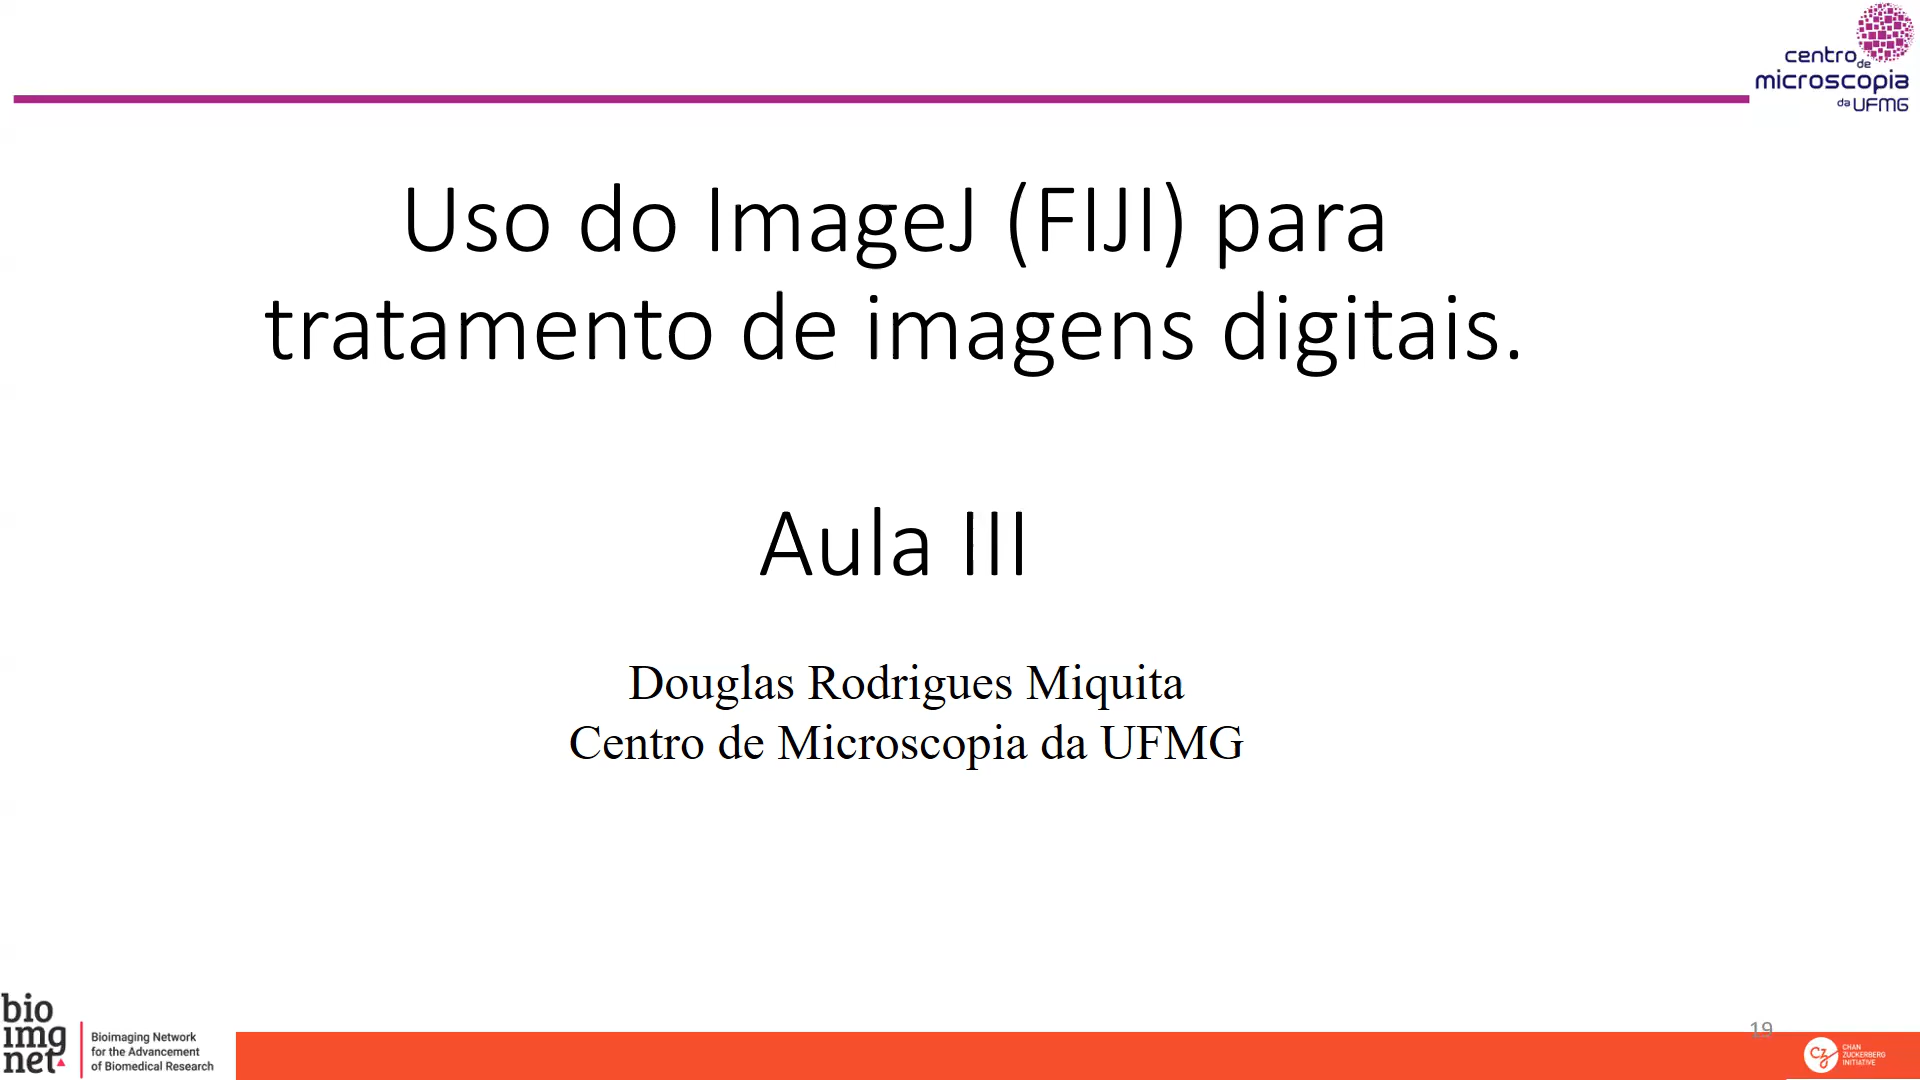 centro
de
microscopia
da UFMG
Uso do ImageJ (FIJI) para
tratamento de imagens digitais.
Aula III
Douglas Rodrigues Miquita
Centro de Microscopia da UFMG
bio
img
net
Bioimaging Network
for the Advancement
of Biomedical Research
19
CZ
CHAN
ZUCKERBERG
INITIATIVE